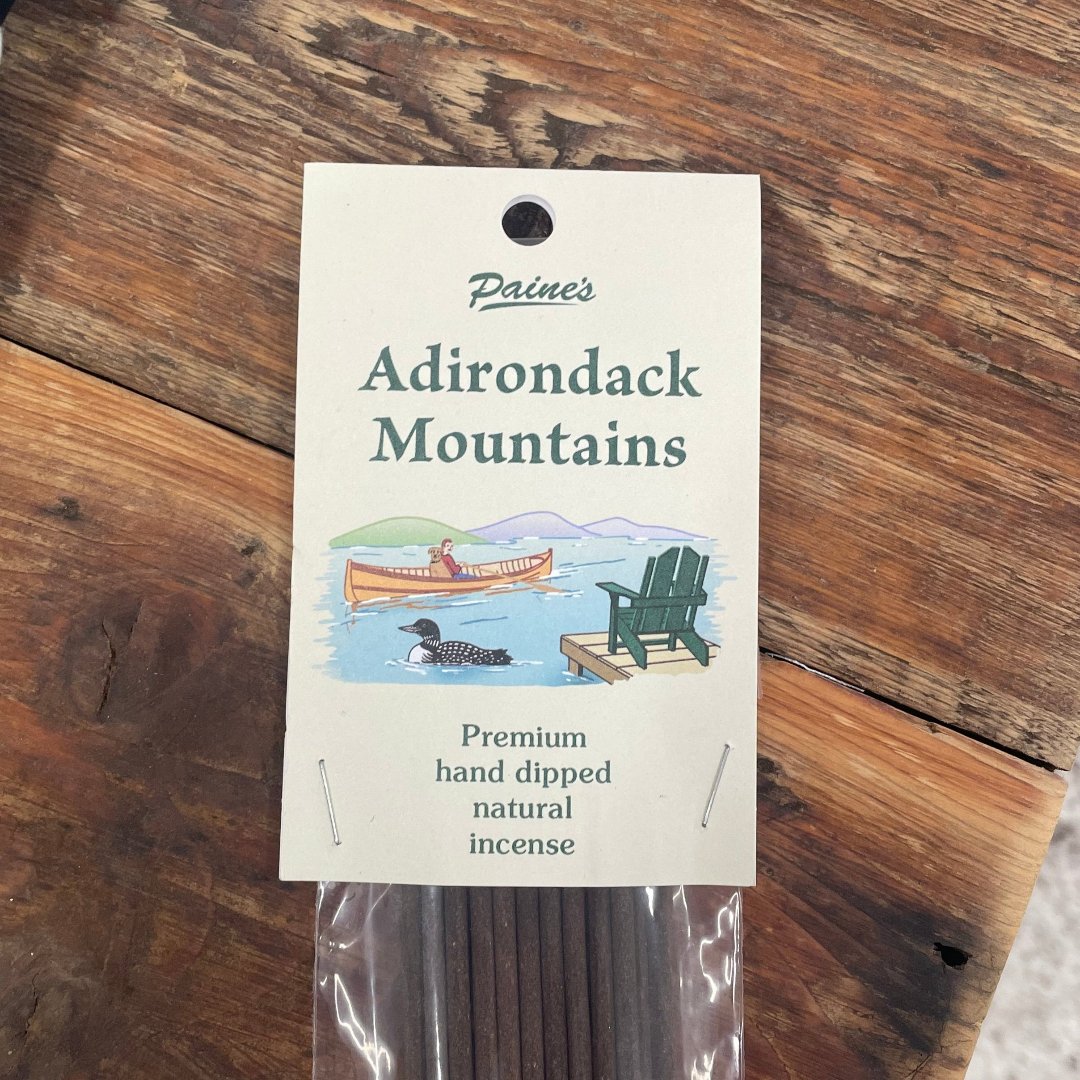 Paine's
Adirondack
Mountains
Premium
hand dipped
natural
incense